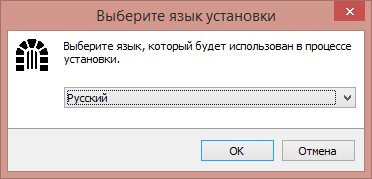 Выберите язык установки
Выберите язык, который будет использован в процессе
установки.
Русский
OK
Отмена